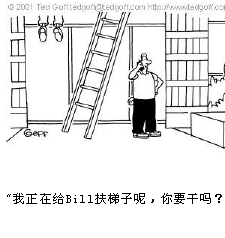 © 2001 Ted Goff tedgoff@tedgoff.com http://www.tedgoff.com
GOFF
“我正在给Bill扶梯子呢，你要干吗？